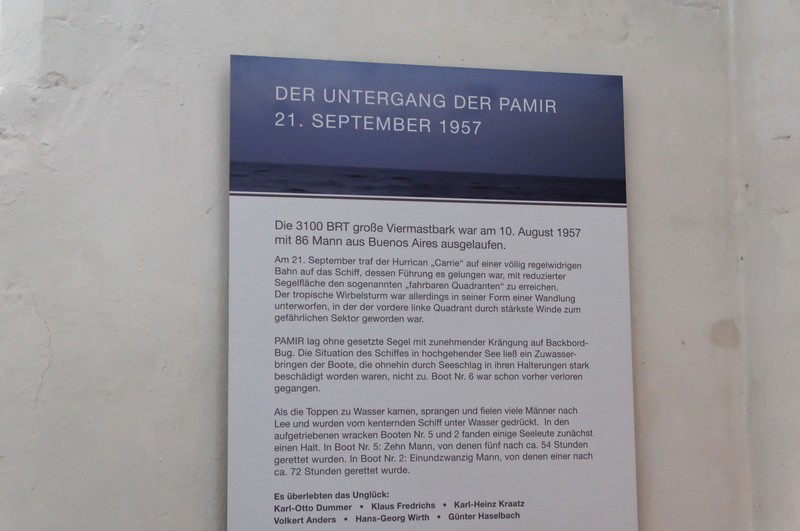 DER UNTERGANG DER PAMIR
21. SEPTEMBER 1957
Die 3100 BRT große Viermastbark war am 10. August 1957
mit 86 Mann aus Buenos Aires ausgelaufen.
Am 21. September traf der Hurrican „Carrie“ auf einer völlig regelwidrigen
Bahn auf das Schiff, dessen Führung es gelungen war, mit reduzierter
Segelfläche den sogenannten „fahrbaren Quadranten“ zu erreichen.
Der tropische Wirbelsturm war allerdings in seiner Form einer Wandlung
unterworfen, in der der vordere linke Quadrant durch stärkste Winde zum
gefährlichen Sektor geworden war.
PAMIR lag ohne gesetzte Segel mit zunehmender Krängung auf Backbord-
Bug. Die Situation des Schiffes in hochgehender See ließ ein Zuwasser-
bringen der Boote, die ohnehin durch Seeschlag in ihren Halterungen stark
beschädigt worden waren, nicht zu. Boot Nr. 6 war schon vorher verloren
gegangen.
Als die Toppen zu Wasser kamen, sprangen und fielen viele Männer nach
Lee und wurden vom kenternden Schiff unter Wasser gedrückt. In den
aufgetriebenen wracken Booten Nr. 5 und 2 fanden einige Seeleute zunächst
einen Halt. In Boot Nr. 5: Zehn Mann, von denen fünf nach ca. 54 Stunden
gerettet wurden. In Boot Nr. 2: Einundzwanzig Mann, von denen einer nach
ca. 72 Stunden gerettet wurde.
Es überlebten das Unglück:
Karl-Otto Dummer • Klaus Fredrichs • Karl-Heinz Kraatz
Volkert Anders • Hans-Georg Wirth • Günter Haselbach